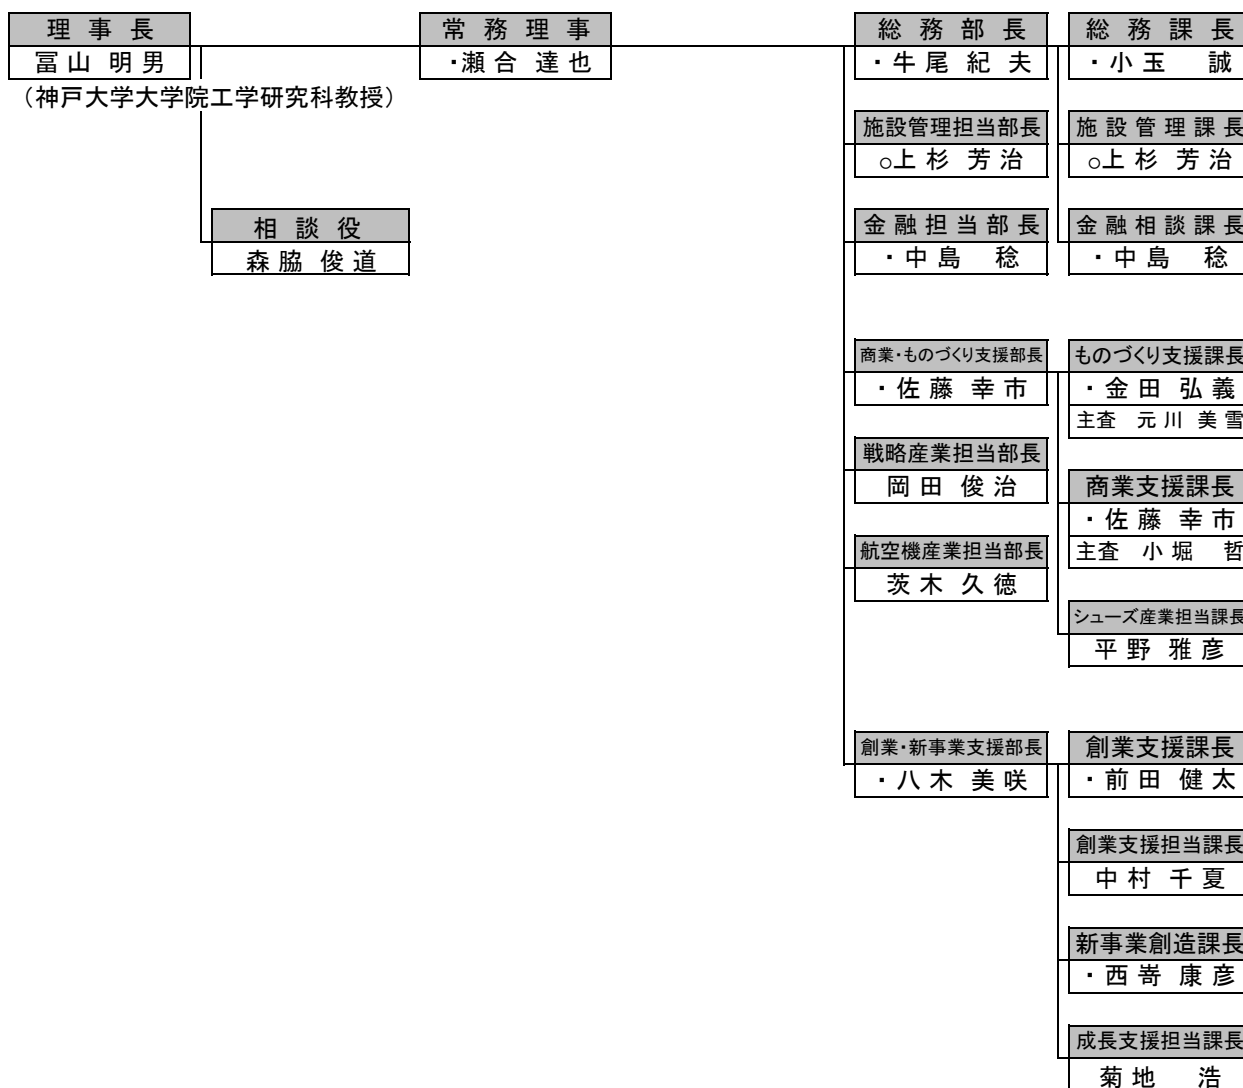 理事長
冨山 明男
（神戸大学大学院工学研究科教授）
相談役
森脇 俊道
常務理事
・瀬合 達也
総務部長
・牛尾 紀夫
施設管理担当部長
○上杉 芳治
金融担当部長
・中島 稔
商業・ものづくり支援部長
・佐藤 幸市
戦略産業担当部長
岡田 俊治
航空機産業担当部長
茨木 久徳
創業・新事業支援部長
・八木 美咲
総務課長
・小玉 誠
施設管理課長
○上杉 芳治
金融相談課長
・中島 稔
ものづくり支援課長
・金田 弘義
主査 元川 美雪
商業支援課長
・佐藤 幸市
主査 小堀 哲
シューズ産業担当課長
平野 雅彦
創業支援課長
・前田 健太
創業支援担当課長
中村 千夏
新事業創造課長
・西嵜 康彦
成長支援担当課長
菊地 浩